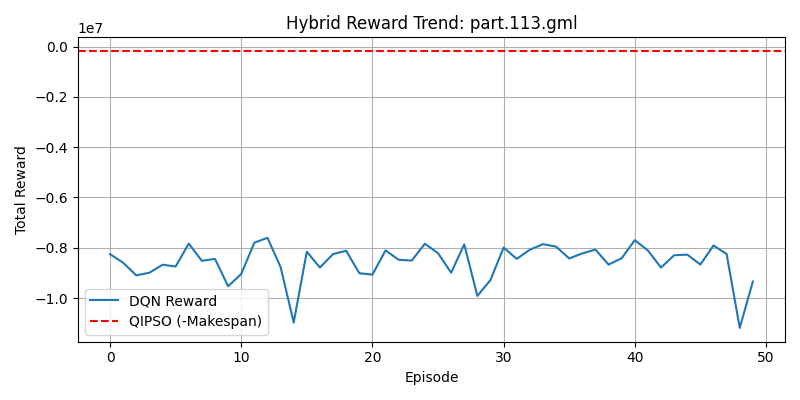 Hybrid Reward Trend: part.113.gml
1e7
0.0
−0.2
−0.4
−0.6
−0.8
−1.0
Total Reward
DQN Reward
QIPSO (-Makespan)
0 10 20 30 40 50
Episode